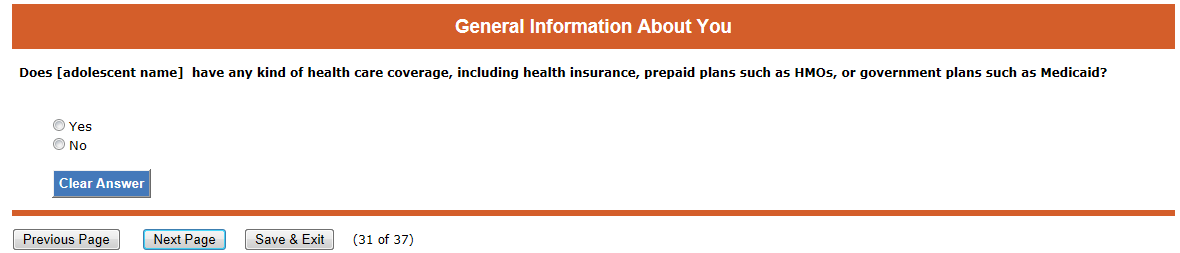 General Information About You
Does [adolescent name]  have any kind of health care coverage, including health insurance, prepaid plans such as HMOs, or government plans such as Medicaid?
Yes
No
Clear Answer
Previous Page Next Page Save & Exit (31 of 37)